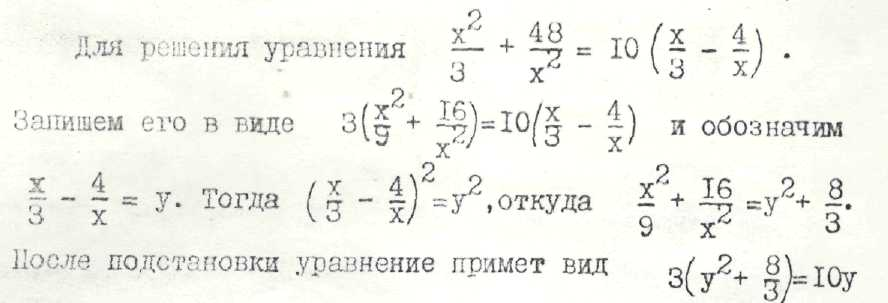 Для решения уравнения x²/3 + 48/x² = 10 (x/3 - 4/x) .
Запишем его в виде 3(x²/9 + 16/x²)=10(x/3 - 4/x) и обозначим
x/3 - 4/x = y. Тогда (x/3 - 4/x)²=y²,откуда x²/9 + 16/x² =y²+ 8/3.
После подстановки уравнение примет вид 3(y²+ 8/3)=10y